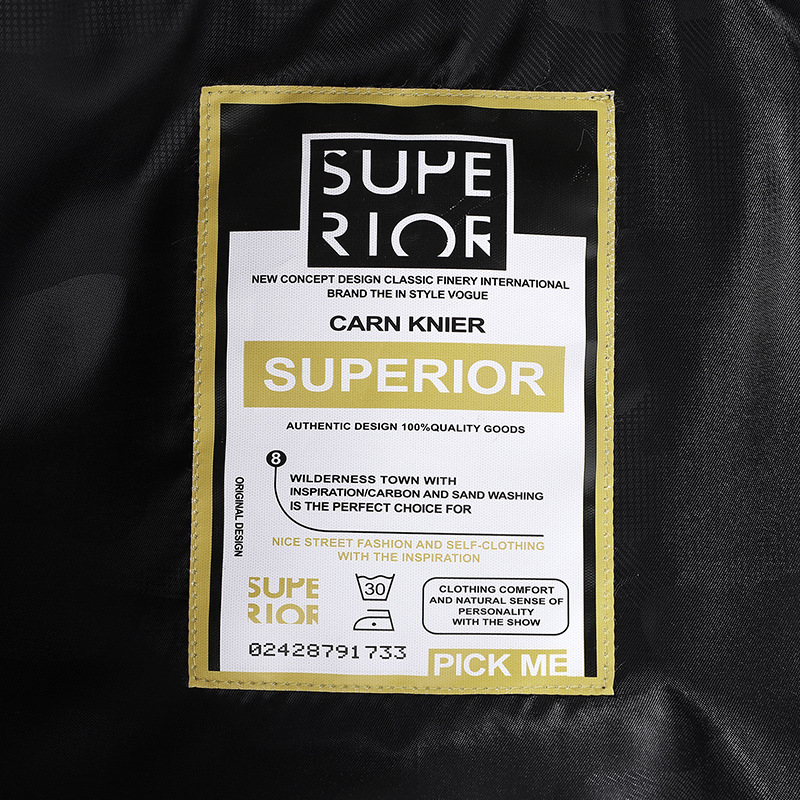 SUPE
RIOR
NEW CONCEPT DESIGN CLASSIC FINERY INTERNATIONAL
BRAND THE IN STYLE VOGUE
CARN KNIER
SUPERIOR
AUTHENTIC DESIGN 100%QUALITY GOODS
8
WILDERNESS TOWN WITH
INSPIRATION/CARBON AND SAND WASHING
IS THE PERFECT CHOICE FOR
ORIGINAL DESIGN
NICE STREET FASHION AND SELF-CLOTHING
WITH THE INSPIRATION
SUPE
RIOR
30
CLOTHING COMFORT
AND NATURAL SENSE OF
PERSONALITY
WITH THE SHOW
02428791733
PICK ME